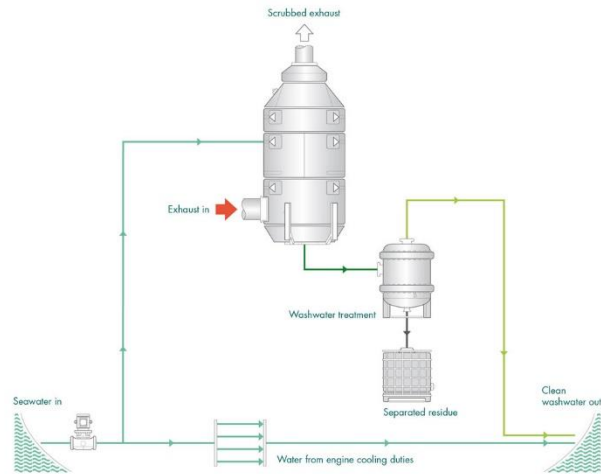 Scrubbed exhaust
Exhaust in
Washwater treatment
Separated residue
Seawater in
Clean
washwater out
Water from engine cooling duties